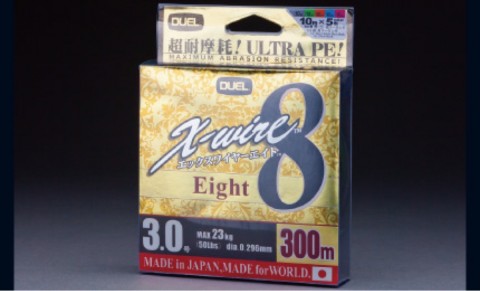 DUEL
10m×5色
超耐摩耗! ULTRA PE!
MAXIMUM ABRASION RESISTANCE!
DUEL
X-wire 8
エックスワイヤーエイト
Eight
3.0号
MAX 23kg
(50Lbs) dia 0.296mm
300m
MADE in JAPAN, MADE for WORLD.